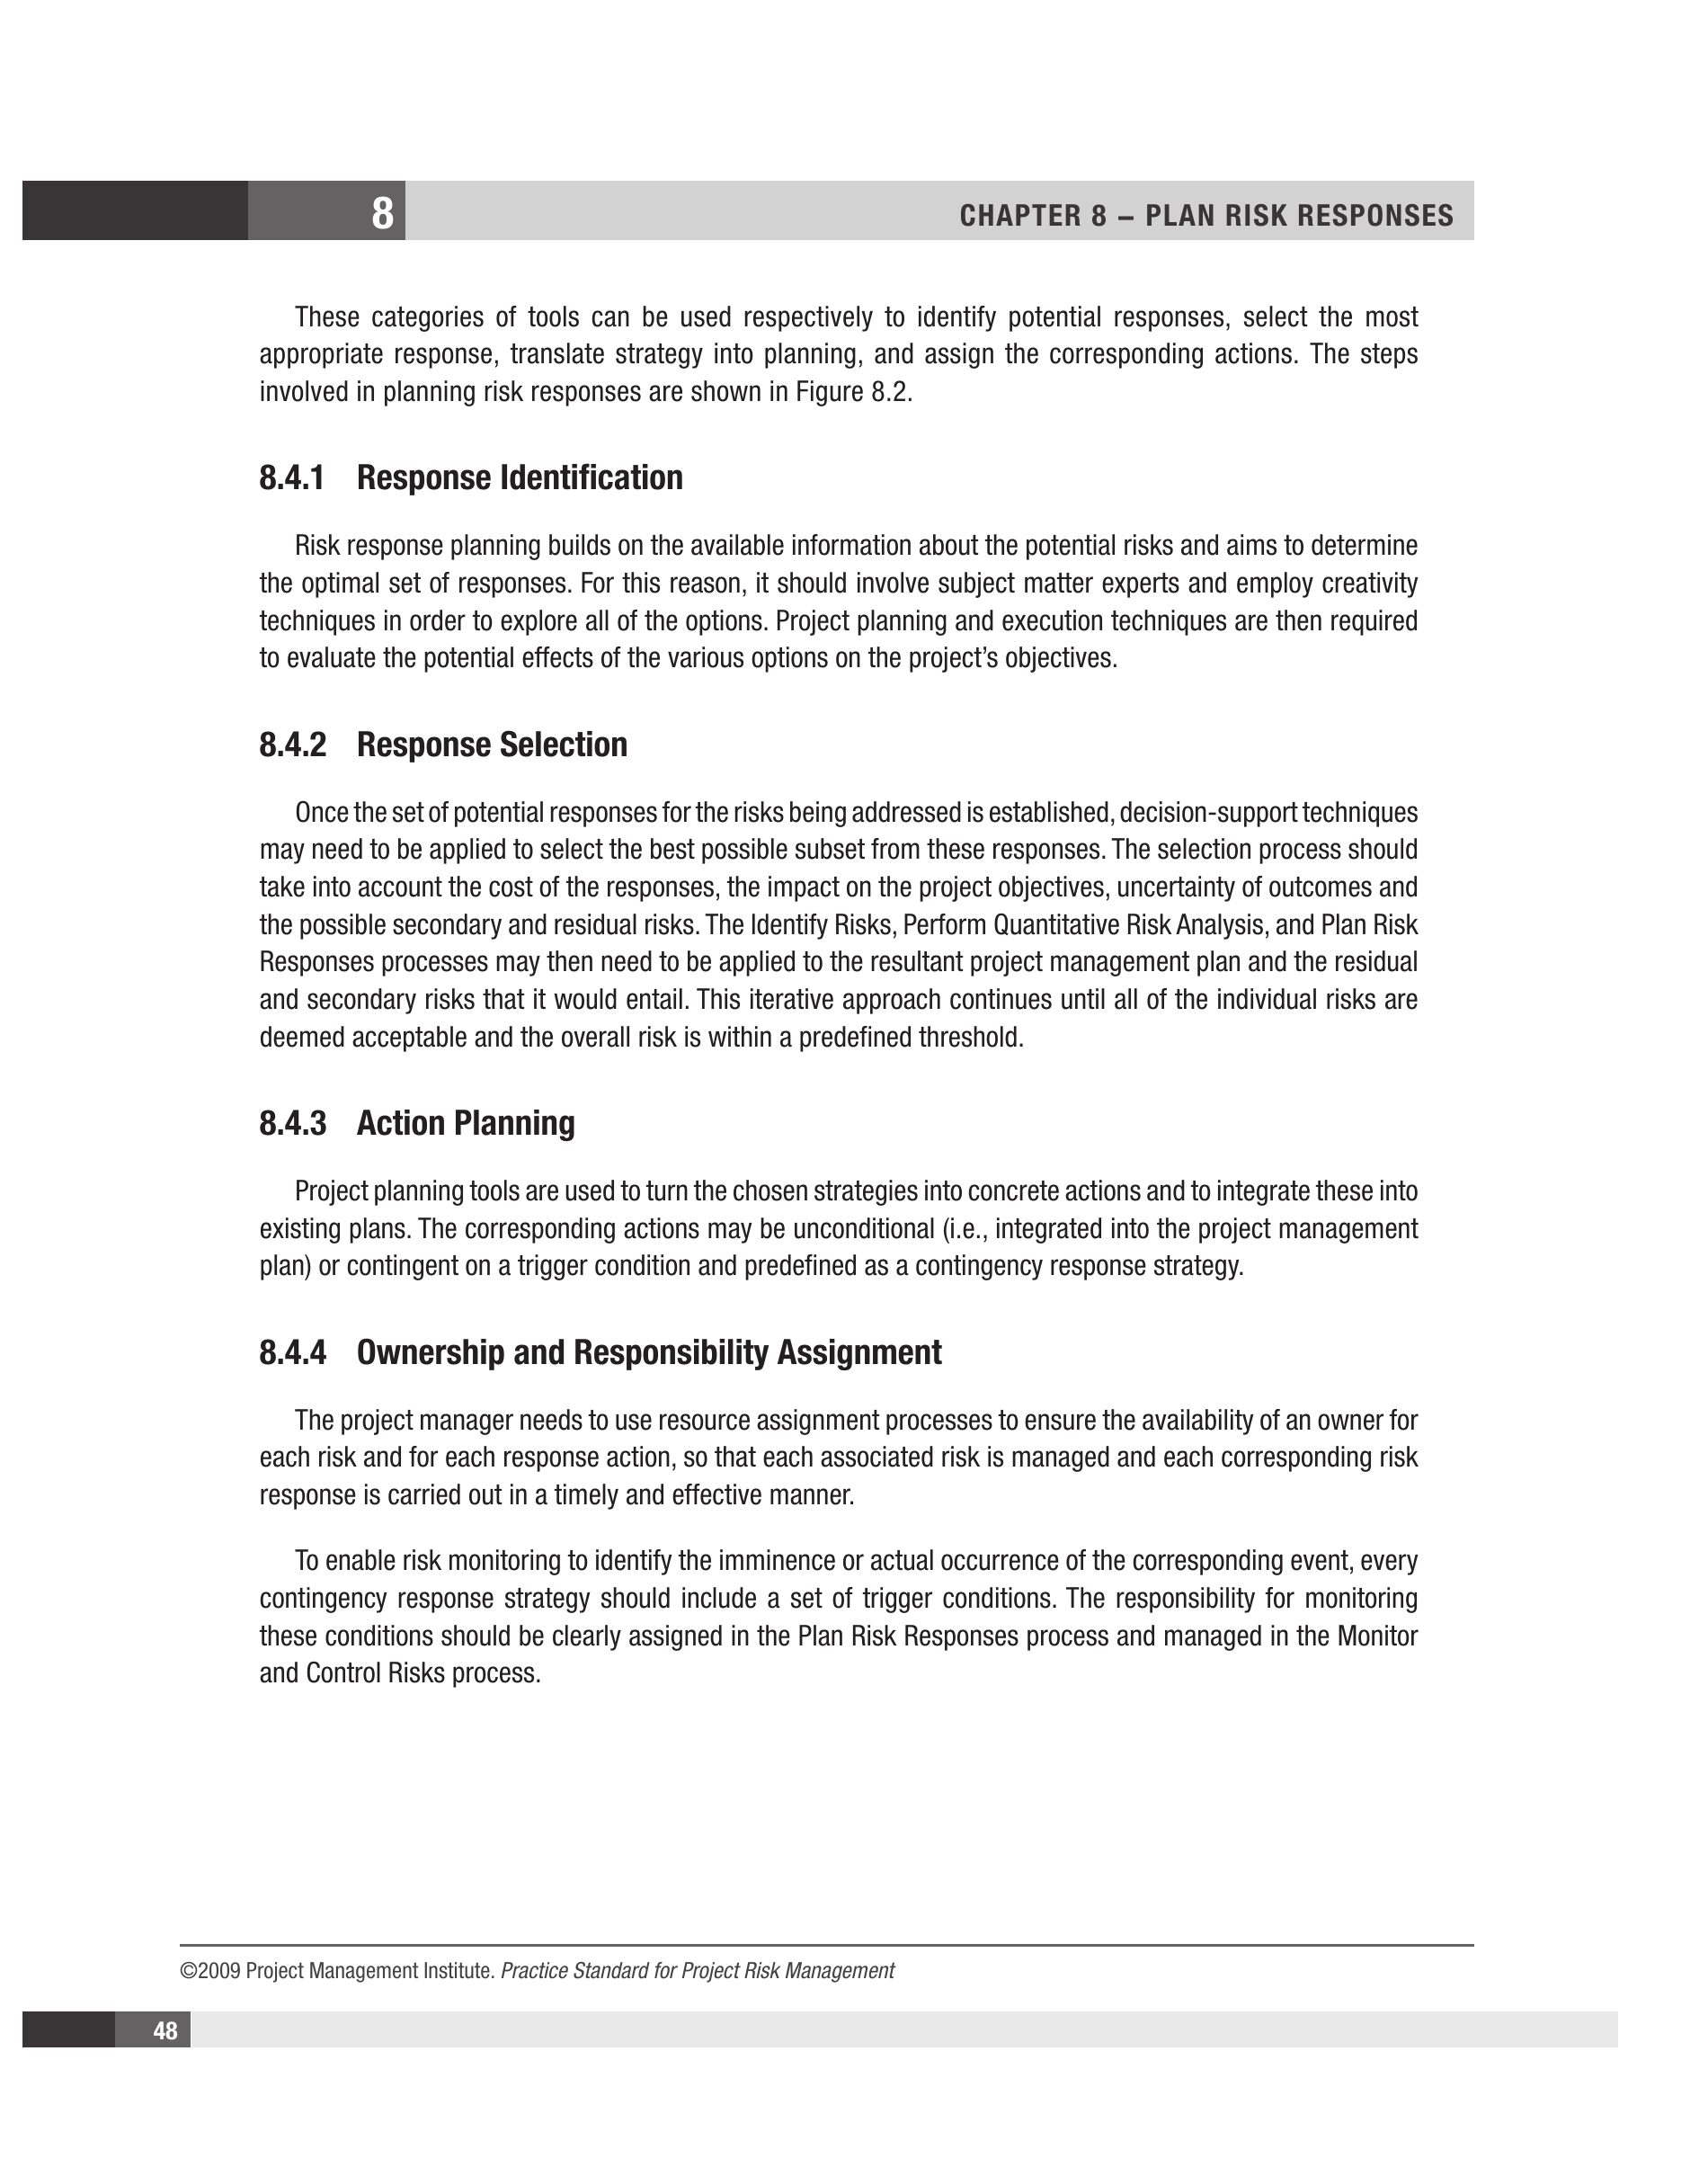 8
CHAPTER 8 – PLAN RISK RESPONSES
These categories of tools can be used respectively to identify potential responses, select the most
appropriate response, translate strategy into planning, and assign the corresponding actions. The steps
involved in planning risk responses are shown in Figure 8.2.
8.4.1 Response Identification
Risk response planning builds on the available information about the potential risks and aims to determine
the optimal set of responses. For this reason, it should involve subject matter experts and employ creativity
techniques in order to explore all of the options. Project planning and execution techniques are then required
to evaluate the potential effects of the various options on the project’s objectives.
8.4.2 Response Selection
Once the set of potential responses for the risks being addressed is established, decision-support techniques
may need to be applied to select the best possible subset from these responses. The selection process should
take into account the cost of the responses, the impact on the project objectives, uncertainty of outcomes and
the possible secondary and residual risks. The Identify Risks, Perform Quantitative Risk Analysis, and Plan Risk
Responses processes may then need to be applied to the resultant project management plan and the residual
and secondary risks that it would entail. This iterative approach continues until all of the individual risks are
deemed acceptable and the overall risk is within a predefined threshold.
8.4.3 Action Planning
Project planning tools are used to turn the chosen strategies into concrete actions and to integrate these into
existing plans. The corresponding actions may be unconditional (i.e., integrated into the project management
plan) or contingent on a trigger condition and predefined as a contingency response strategy.
8.4.4 Ownership and Responsibility Assignment
The project manager needs to use resource assignment processes to ensure the availability of an owner for
each risk and for each response action, so that each associated risk is managed and each corresponding risk
response is carried out in a timely and effective manner.
To enable risk monitoring to identify the imminence or actual occurrence of the corresponding event, every
contingency response strategy should include a set of trigger conditions. The responsibility for monitoring
these conditions should be clearly assigned in the Plan Risk Responses process and managed in the Monitor
and Control Risks process.
©2009 Project Management Institute. Practice Standard for Project Risk Management
48